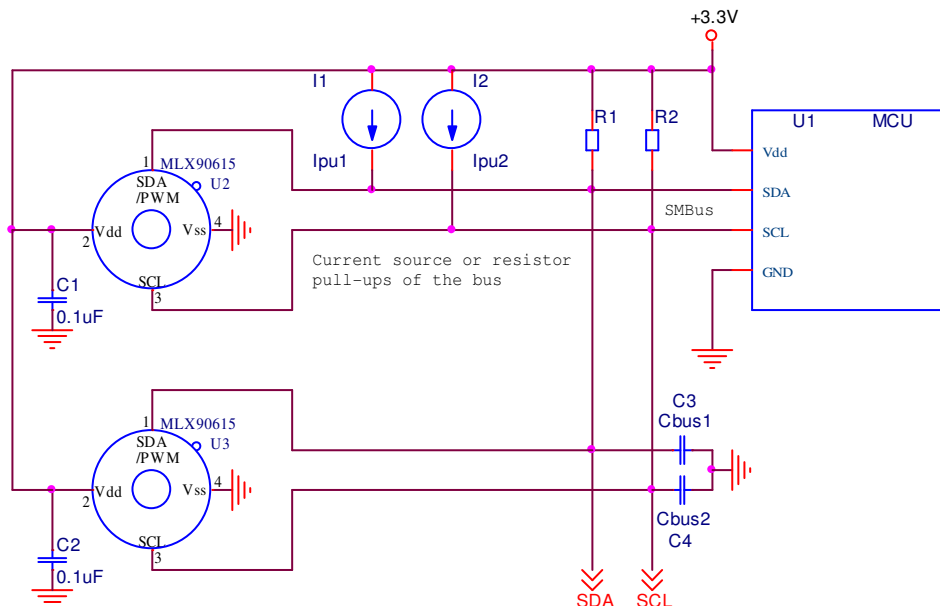 +3.3V
I1
I2
R1
R2
U1
MCU
1
MLX90615
Ipu1
Ipu2
Vdd
SDA
/PWM
U2
SDA
Vdd
Vss
4
2
SMBus
SCL
SCL
3
Current source or resistor
pull-ups of the bus
GND
C1
0.1uF
1
MLX90615
C3
Cbus1
SDA
/PWM
U3
Vdd
Vss
4
2
SCL
3
Cbus2
C4
C2
0.1uF
SDA
SCL